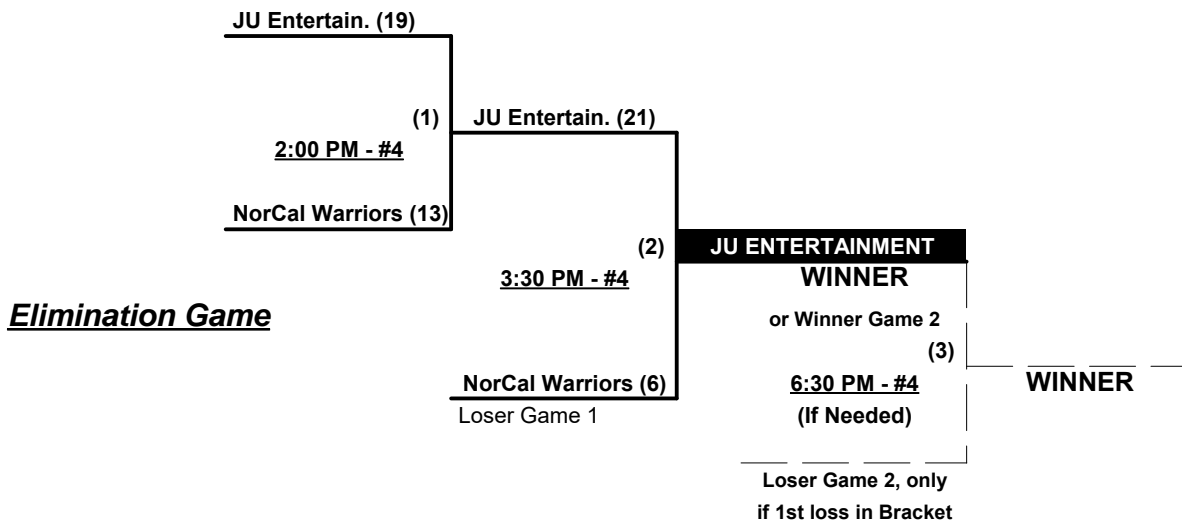 JU Entertain. (19)
(1)
JU Entertain. (21)
2:00 PM - #4
NorCal Warriors (13)
(2)
JU ENTERTAINMENT
3:30 PM - #4
WINNER
Elimination Game
or Winner Game 2
(3)
NorCal Warriors (6)
6:30 PM - #4
WINNER
Loser Game 1
(If Needed)
Loser Game 2, only
if 1st loss in Bracket